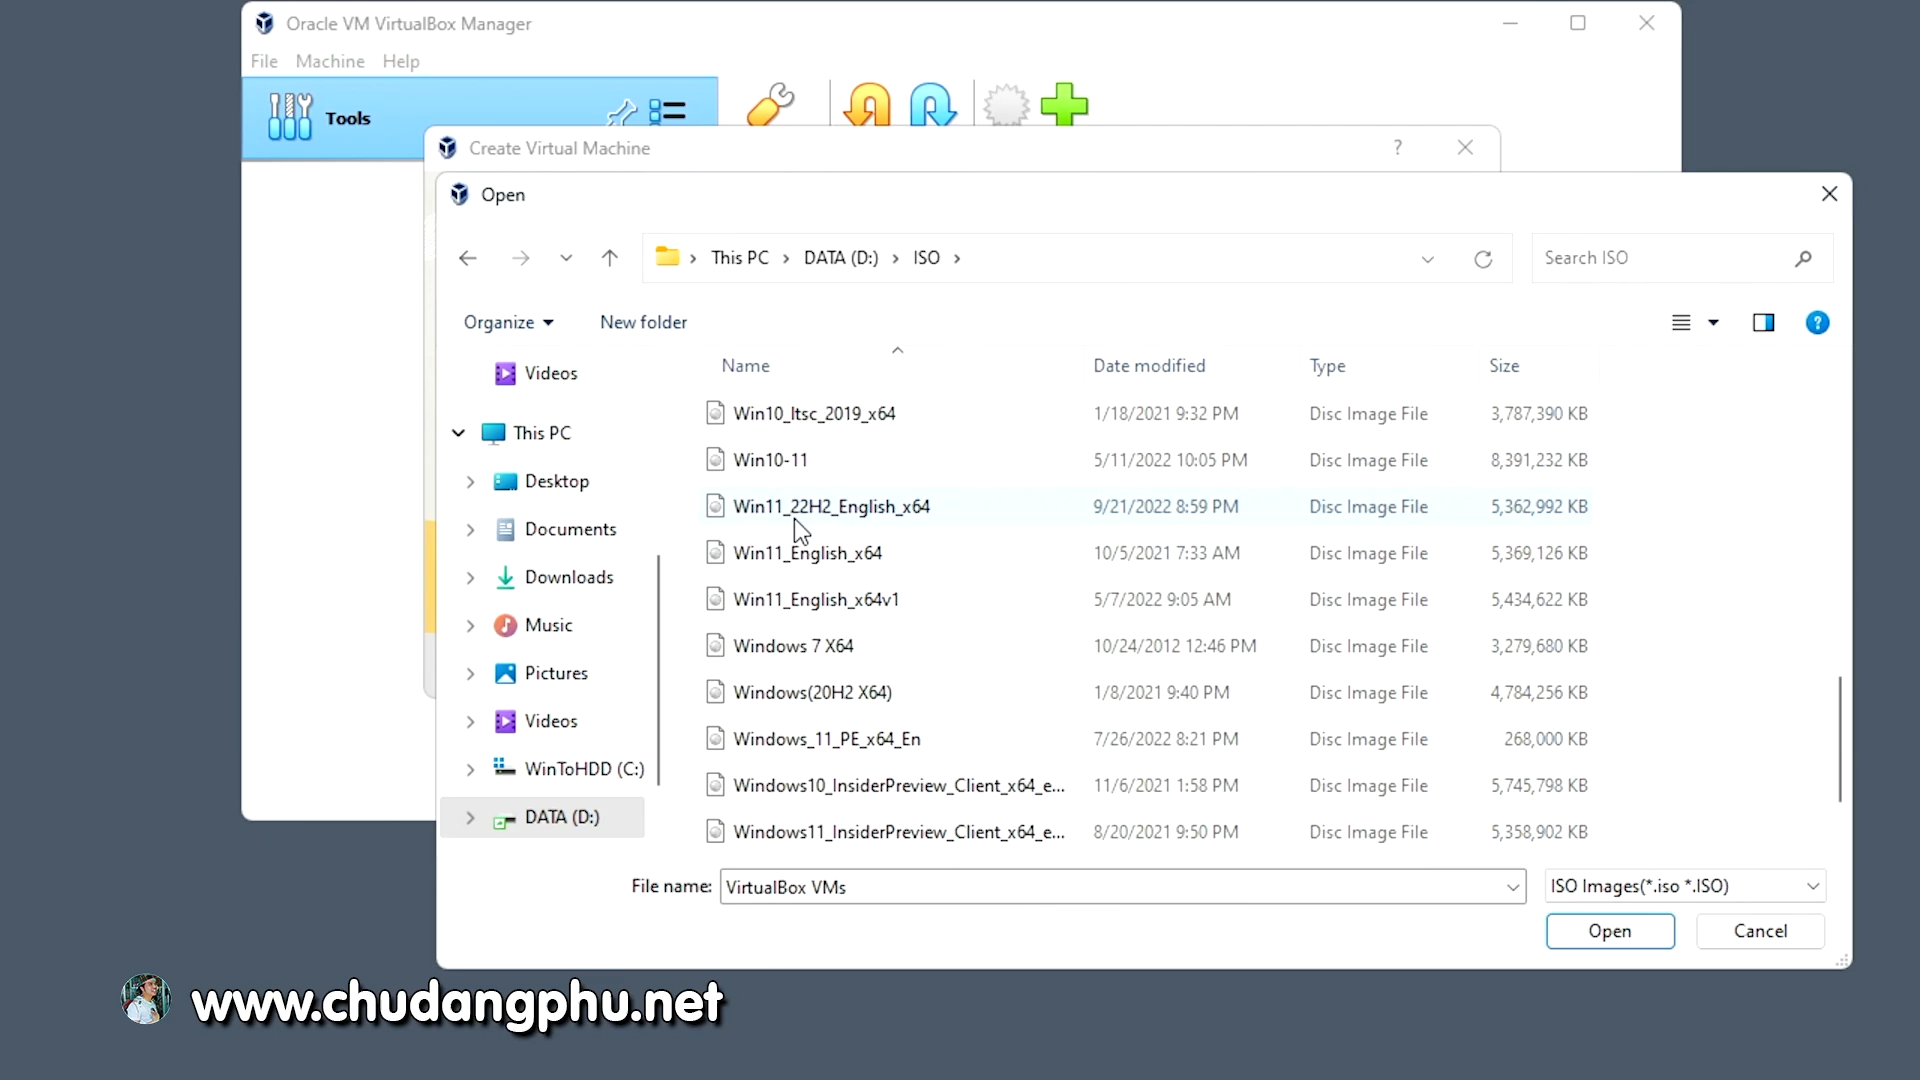 Oracle VM VirtualBox Manager
File Machine Help
Tools
Create Virtual Machine ?
Open
This PC > DATA (D:) > ISO >
Search ISO
Organize New folder ?
Name Date modified Type Size
Videos
This PC
Desktop
Documents
Downloads
Music
Pictures
Videos
WinToHDD (C:)
DATA (D:)
Win10_ltsc_2019_x64 1/18/2021 9:32 PM Disc Image File 3,787,390 KB
Win10-11 5/11/2022 10:05 PM Disc Image File 8,391,232 KB
Win11_22H2_English_x64 9/21/2022 8:59 PM Disc Image File 5,362,992 KB
Win11_English_x64 10/5/2021 7:33 AM Disc Image File 5,369,126 KB
Win11_English_x64v1 5/7/2022 9:05 AM Disc Image File 5,434,622 KB
Windows 7 X64 10/24/2012 12:46 PM Disc Image File 3,279,680 KB
Windows(20H2 X64) 1/8/2021 9:40 PM Disc Image File 4,784,256 KB
Windows_11_PE_x64_En 7/26/2022 8:21 PM Disc Image File 268,000 KB
Windows10_InsiderPreview_Client_x64_e... 11/6/2021 1:58 PM Disc Image File 5,745,798 KB
Windows11_InsiderPreview_Client_x64_e... 8/20/2021 9:50 PM Disc Image File 5,358,902 KB
File name: VirtualBox VMs ISO Images(*.iso *.ISO)
Open Cancel
www.chudangphu.net